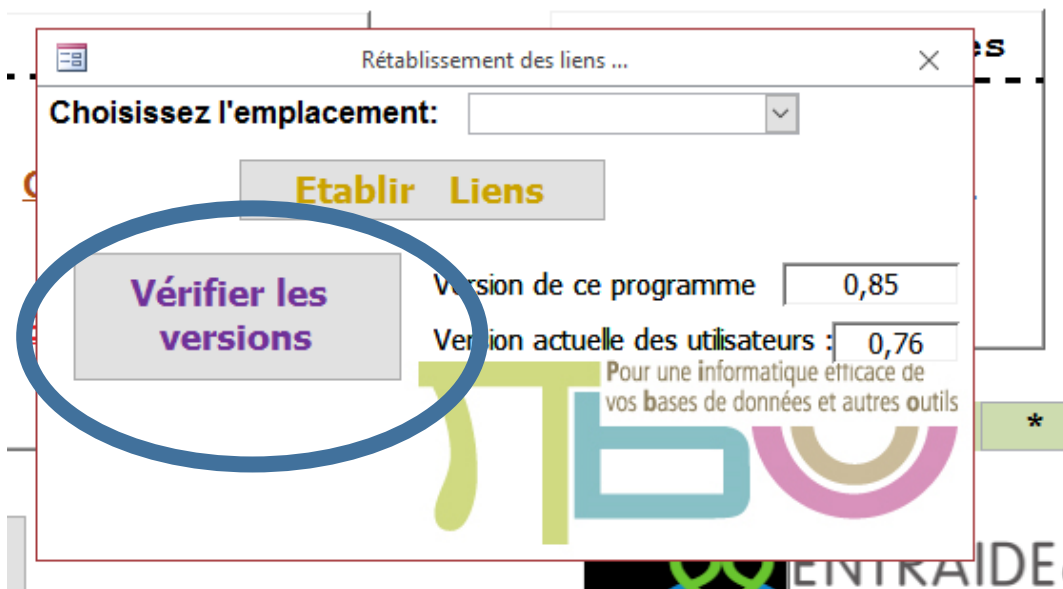 es
Rétablissement des liens ...
Choisissez l'emplacement:
Etablir Liens
Vérifier les
versions
Version de ce programme 0,85
Version actuelle des utilisateurs : 0,76
Pour une informatique efficace de
vos bases de données et autres outils
*
ENTRAIDE